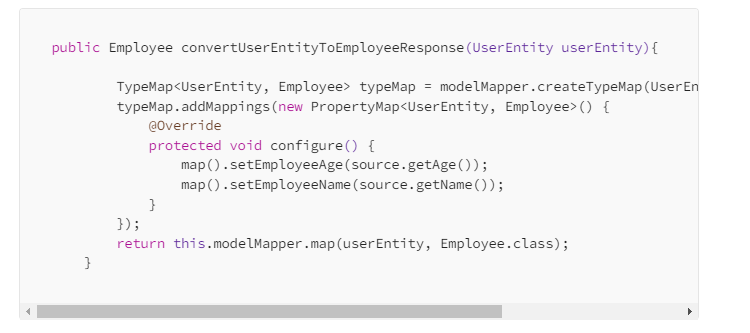 public Employee convertUserEntityToEmployeeResponse(UserEntity userEntity){
TypeMap<UserEntity, Employee> typeMap = modelMapper.createTypeMap(UserEn
typeMap.addMappings(new PropertyMap<UserEntity, Employee>() {
@Override
protected void configure() {
map().setEmployeeAge(source.getAge());
map().setEmployeeName(source.getName());
}
});
return this.modelMapper.map(userEntity, Employee.class);
}